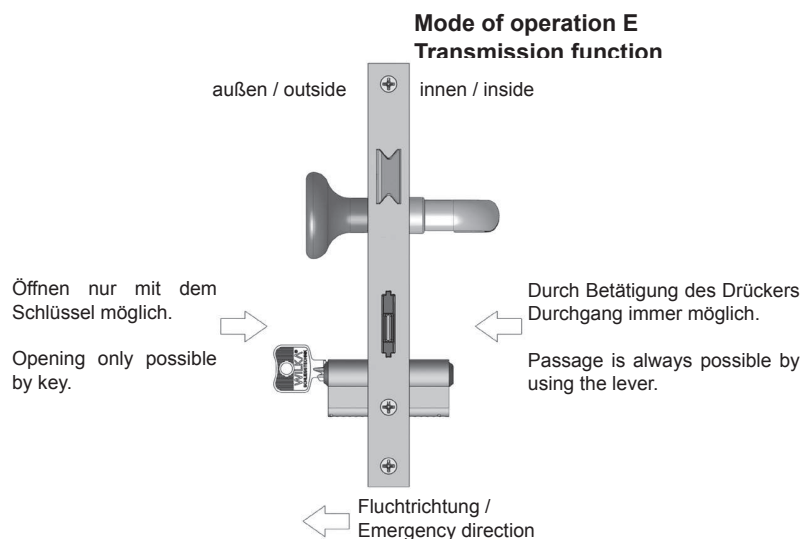 Mode of operation E
Transmission function
außen / outside
innen / inside
Öffnen nur mit dem
Schlüssel möglich.
Opening only possible
by key.
Durch Betätigung des Drückers
Durchgang immer möglich.
Passage is always possible by
using the lever.
WILKA
Fluchtrichtung /
Emergency direction